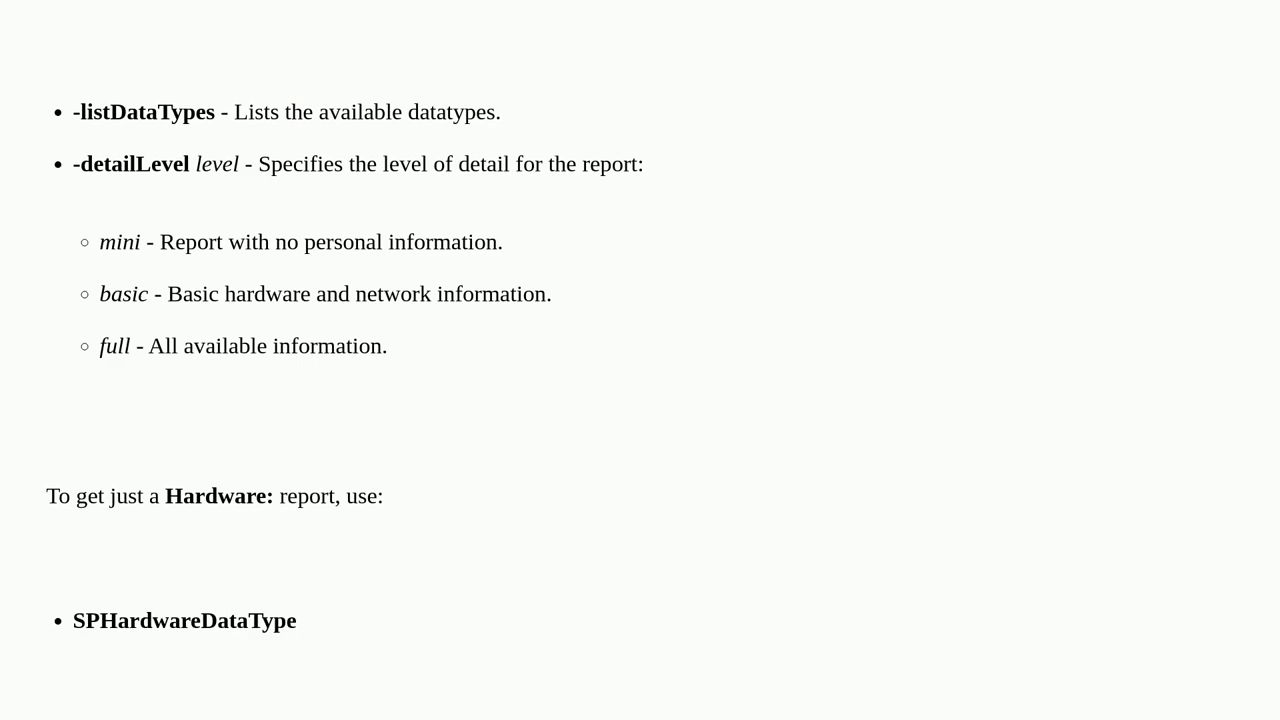 -listDataTypes - Lists the available datatypes.
-detailLevel level - Specifies the level of detail for the report:
mini - Report with no personal information.
basic - Basic hardware and network information.
full - All available information.
To get just a Hardware: report, use:
SPHardwareDataType